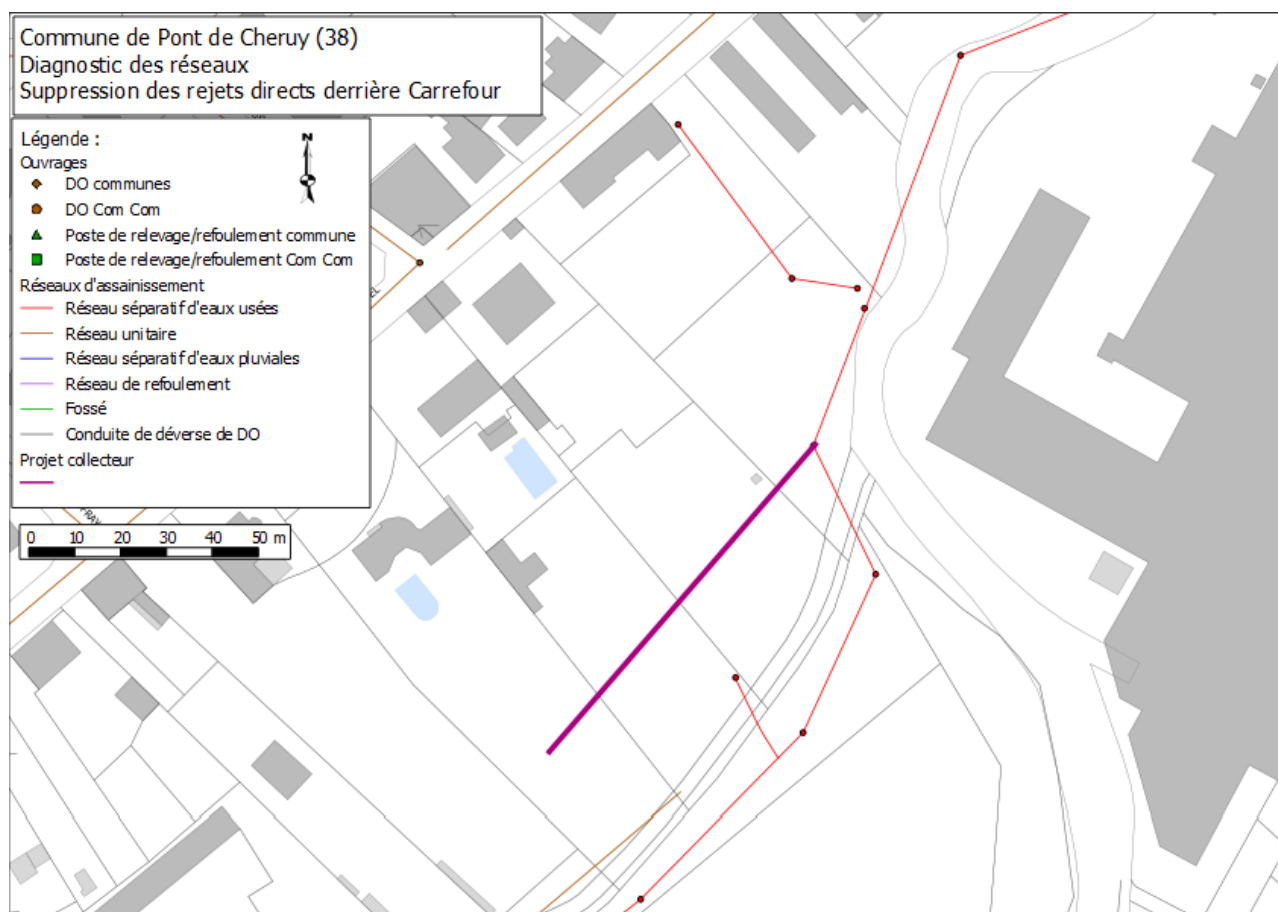 Commune de Pont de Cheruy (38)
Diagnostic des réseaux
Suppression des rejets directs derrière Carrefour
Légende :
N
Ouvrages
DO communes
DO Com Com
Poste de relevage/refoulement commune
Poste de relevage/refoulement Com Com
Réseaux d'assainissement
Réseau séparatif d'eaux usées
Réseau unitaire
Réseau séparatif d'eaux pluviales
Réseau de refoulement
Fossé
Conduite de déverse de DO
Projet collecteur
0 10 20 30 40 50 m